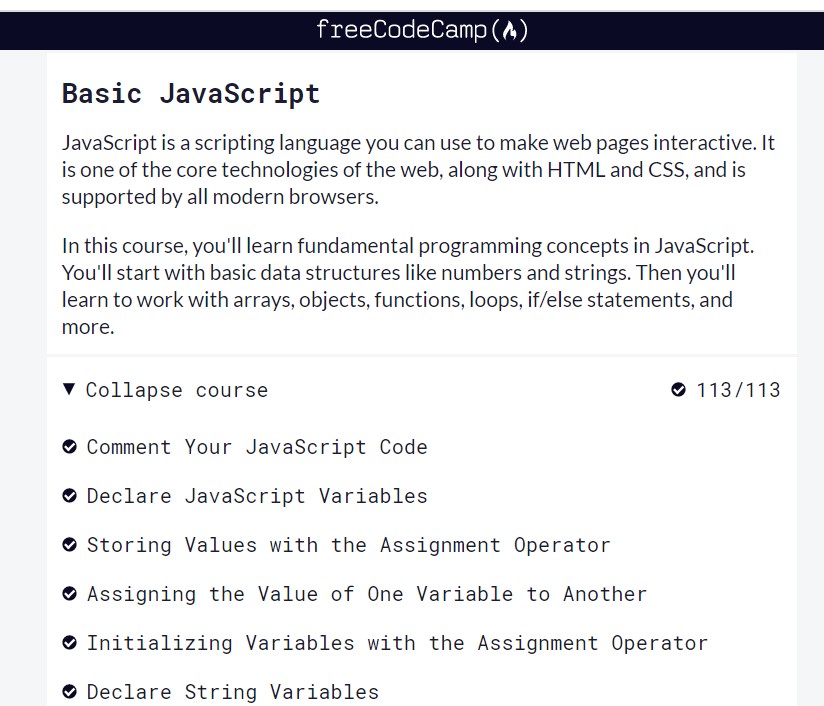 freeCodeCamp(🔥)
Basic JavaScript
JavaScript is a scripting language you can use to make web pages interactive. It
is one of the core technologies of the web, along with HTML and CSS, and is
supported by all modern browsers.
In this course, you'll learn fundamental programming concepts in JavaScript.
You'll start with basic data structures like numbers and strings. Then you'll
learn to work with arrays, objects, functions, loops, if/else statements, and
more.
Collapse course 113/113
Comment Your JavaScript Code
Declare JavaScript Variables
Storing Values with the Assignment Operator
Assigning the Value of One Variable to Another
Initializing Variables with the Assignment Operator
Declare String Variables